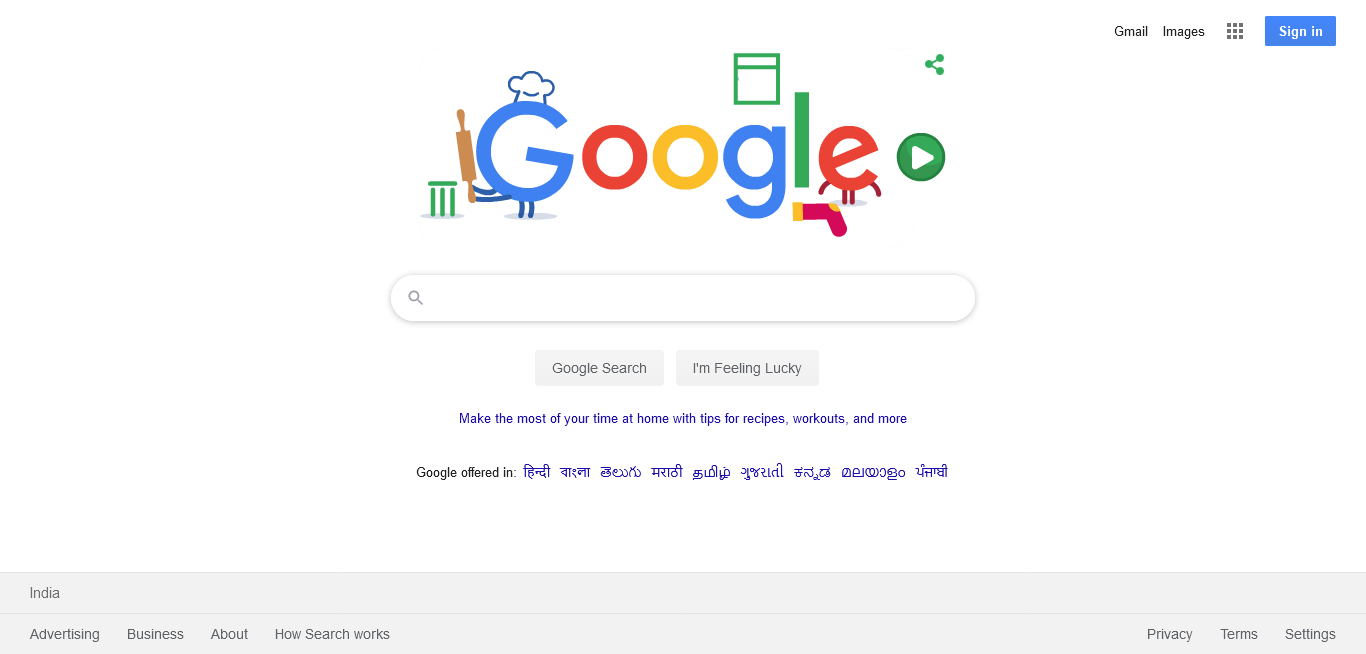 Gmail Images Sign in
Google
Google Search I'm Feeling Lucky
Make the most of your time at home with tips for recipes, workouts, and more
Google offered in: हिन्दी বাংলা తెలుగు मराठी தமிழ் ગુજરાતી ಕನ್ನಡ മലയാളം ਪੰਜਾਬੀ
India
Advertising Business About How Search works Privacy Terms Settings